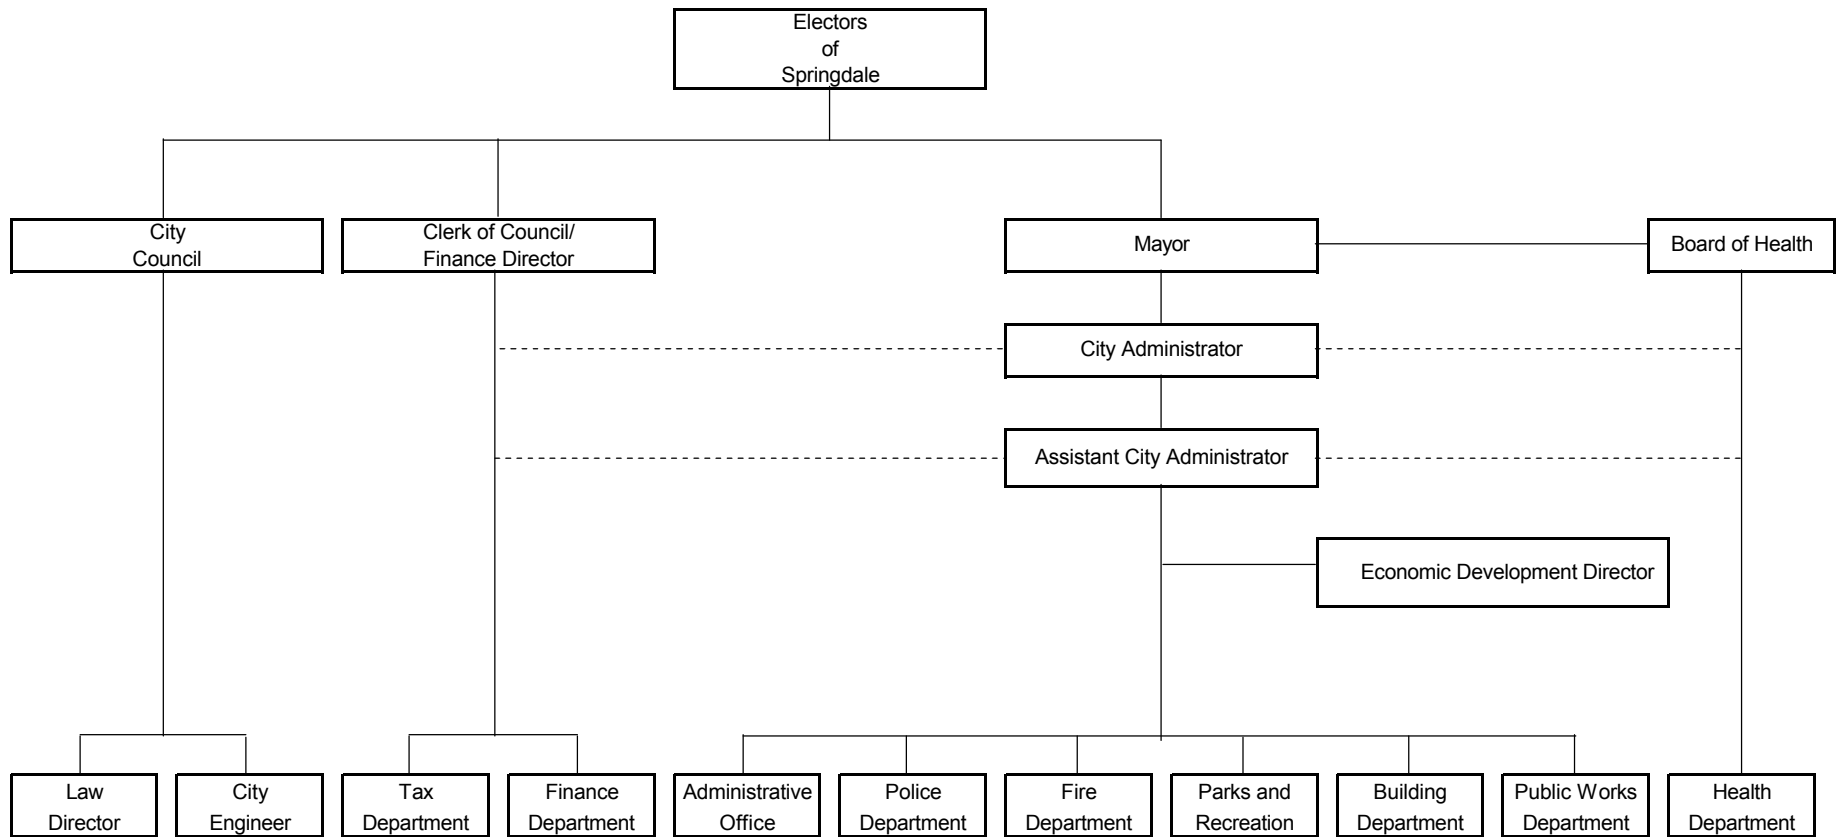 Electors
of
Springdale
City
Council
Clerk of Council/
Finance Director
Mayor
Board of Health
City Administrator
Assistant City Administrator
Economic Development Director
Law
Director
City
Engineer
Tax
Department
Finance
Department
Administrative
Office
Police
Department
Fire
Department
Parks and
Recreation
Building
Department
Public Works
Department
Health
Department